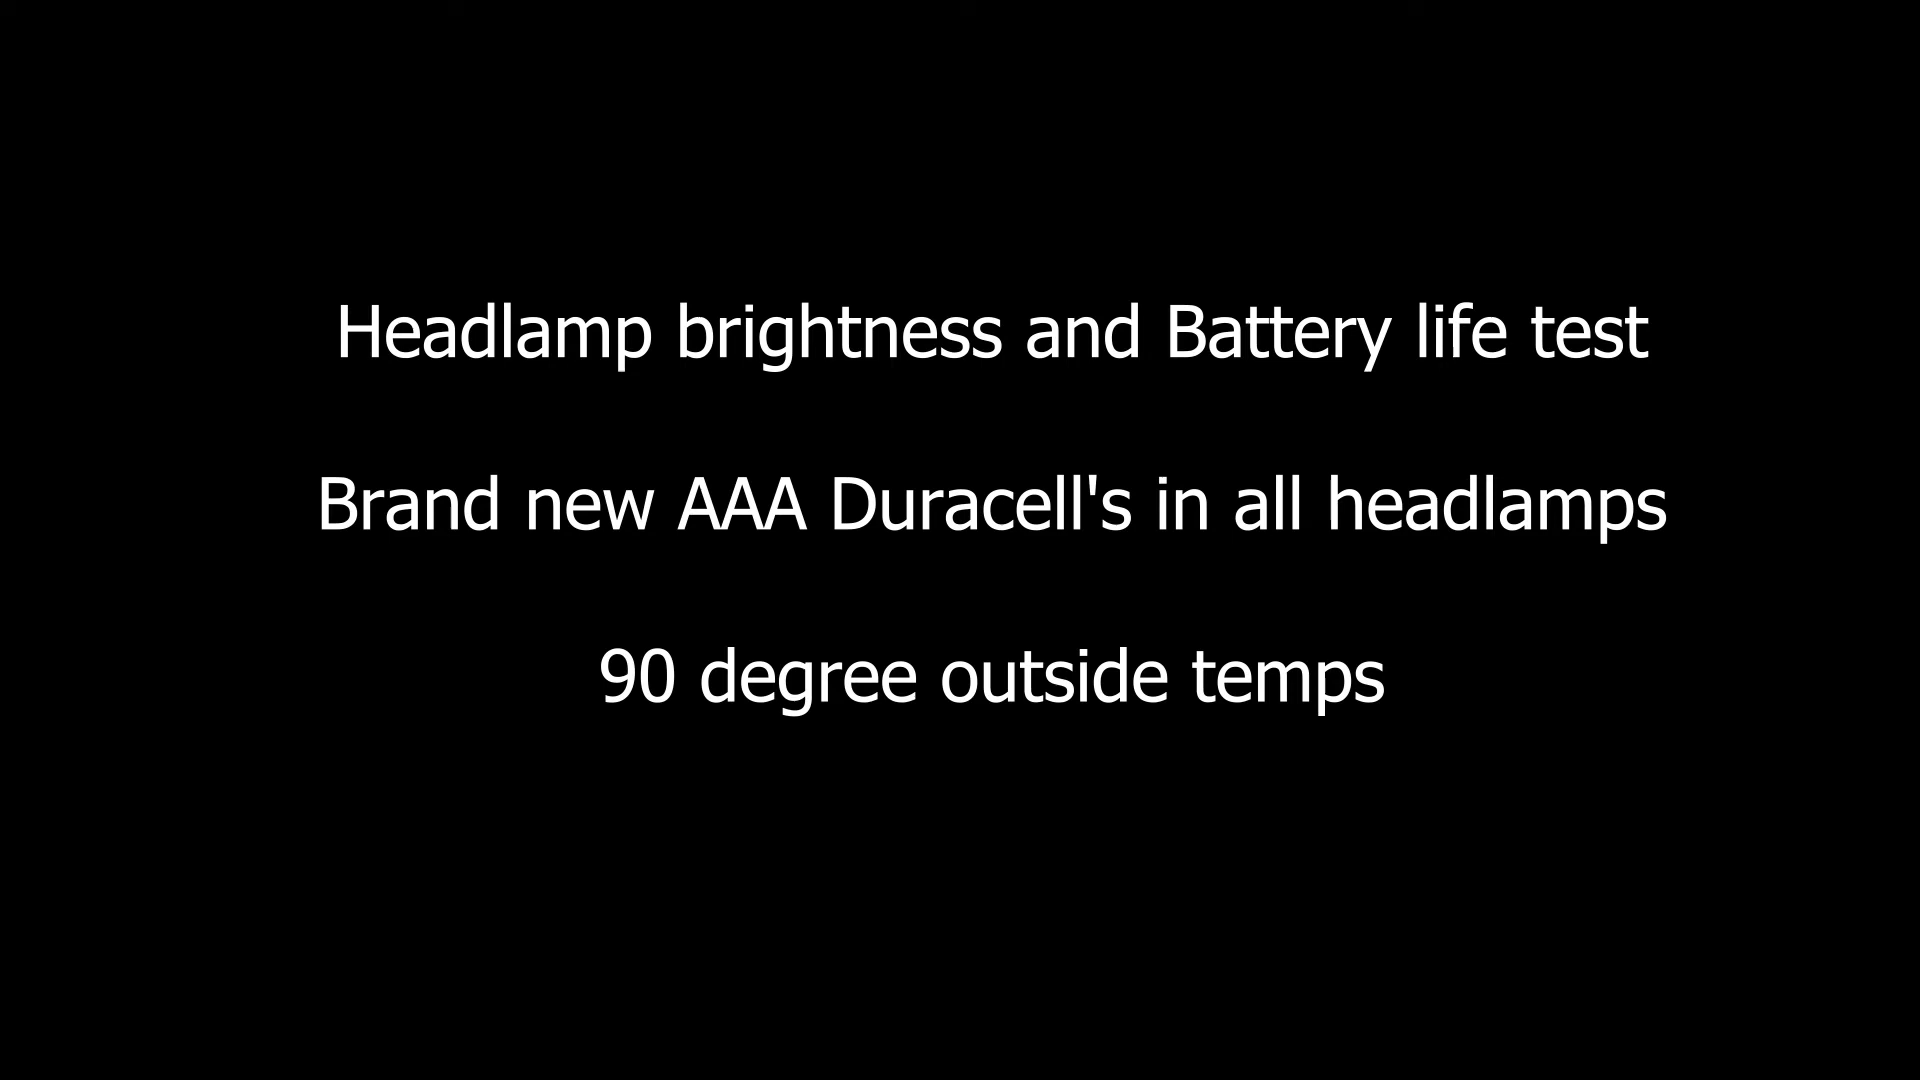 Headlamp brightness and Battery life test
Brand new AAA Duracell's in all headlamps
90 degree outside temps